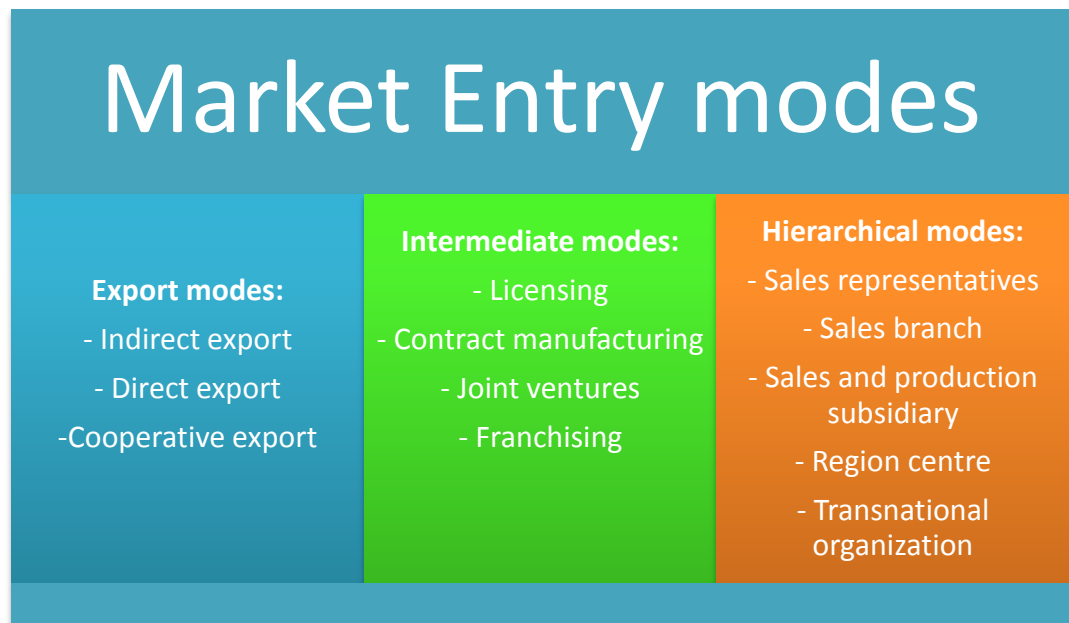 Market Entry modes
Export modes:
- Indirect export
- Direct export
-Cooperative export
Intermediate modes:
- Licensing
- Contract manufacturing
- Joint ventures
- Franchising
Hierarchical modes:
- Sales representatives
- Sales branch
- Sales and production
subsidiary
- Region centre
- Transnational
organization